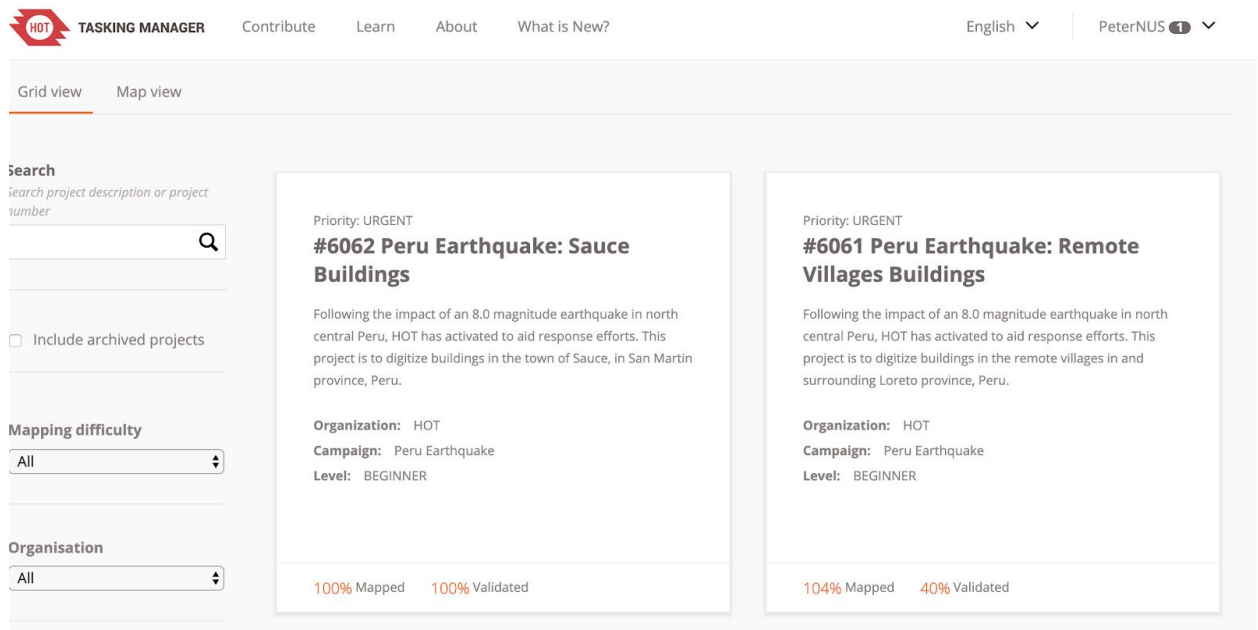 HOT TASKING MANAGER Contribute Learn About What is New? English PeterNUS 1
Grid view Map view
Search
Search project description or project
number
Include archived projects
Mapping difficulty
All
Organisation
All
Priority: URGENT
#6062 Peru Earthquake: Sauce
Buildings
Following the impact of an 8.0 magnitude earthquake in north
central Peru, HOT has activated to aid response efforts. This
project is to digitize buildings in the town of Sauce, in San Martin
province, Peru.
Organization: HOT
Campaign: Peru Earthquake
Level: BEGINNER
100% Mapped 100% Validated
Priority: URGENT
#6061 Peru Earthquake: Remote
Villages Buildings
Following the impact of an 8.0 magnitude earthquake in north
central Peru, HOT has activated to aid response efforts. This
project is to digitize buildings in the remote villages in and
surrounding Loreto province, Peru.
Organization: HOT
Campaign: Peru Earthquake
Level: BEGINNER
104% Mapped 40% Validated